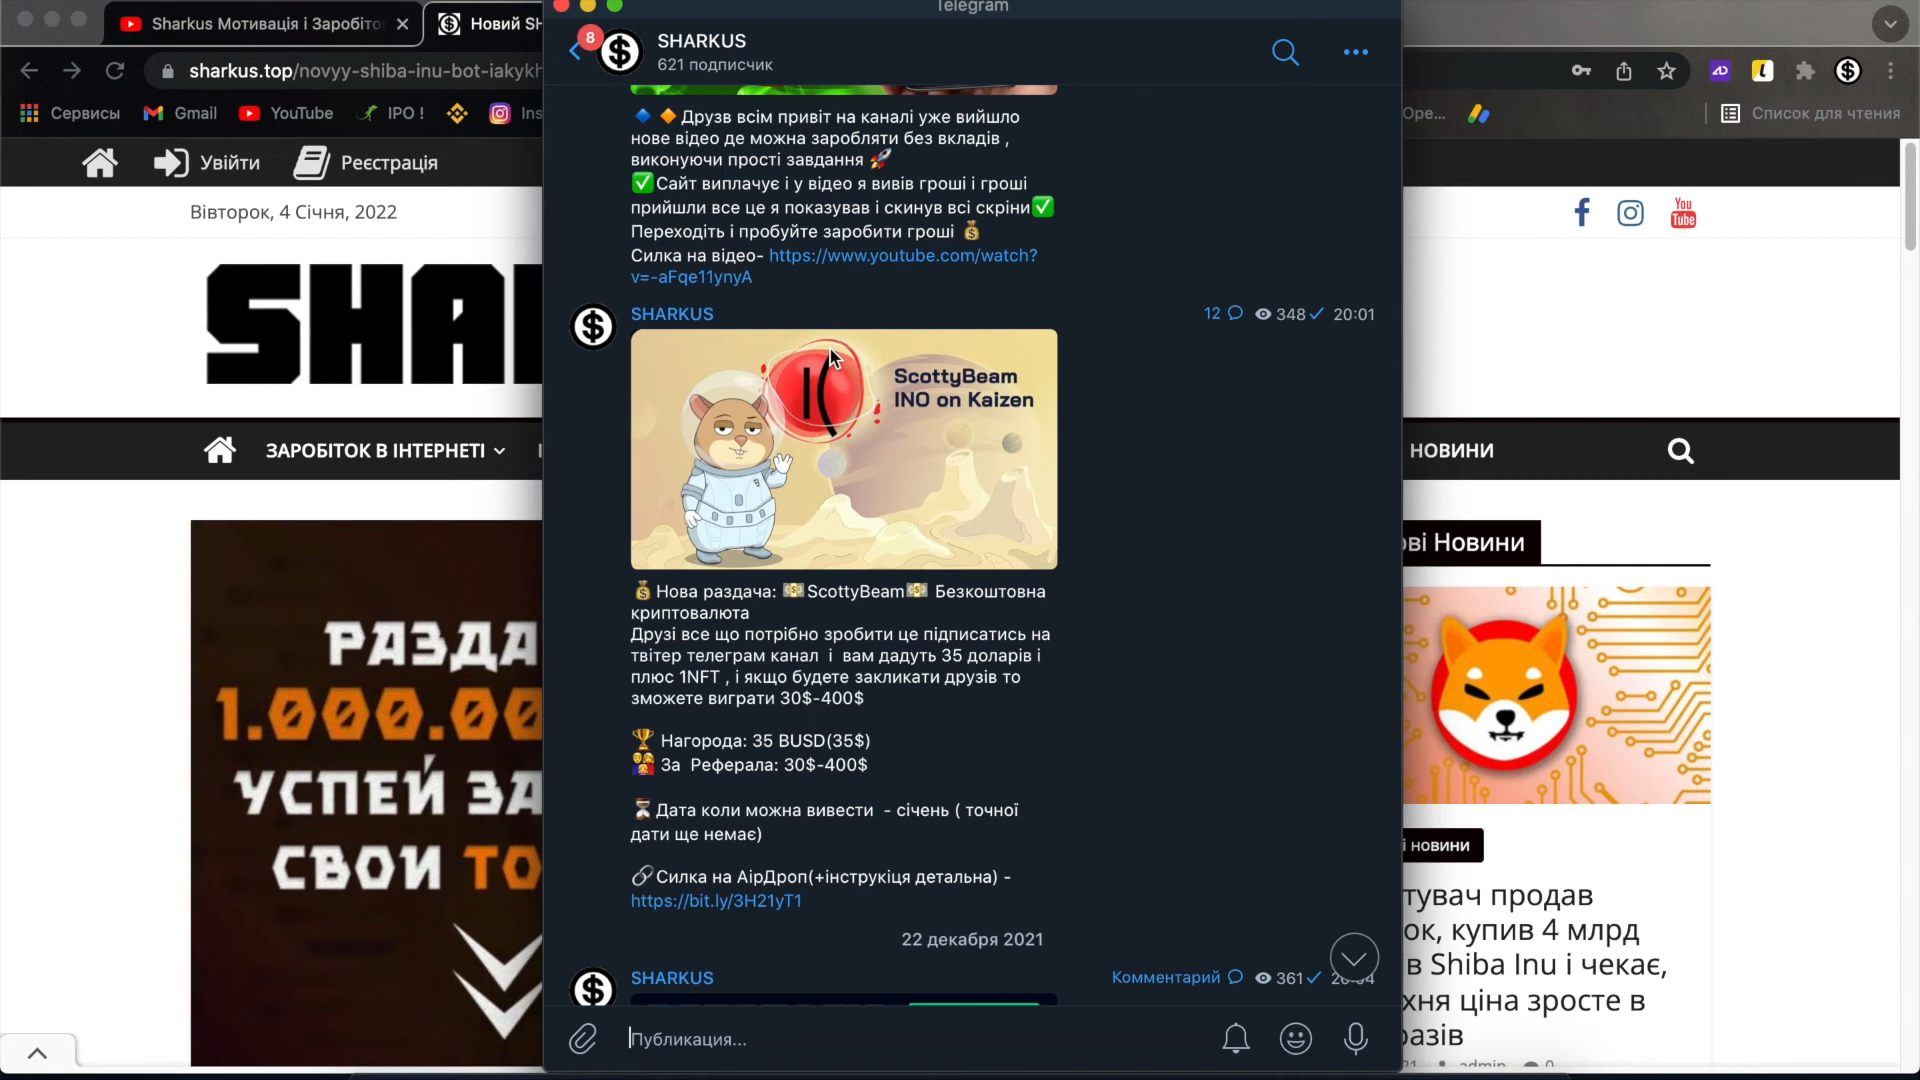 Sharkus Мотивація і Заробіто
Новий SH
Telegram
sharkus.top/novyy-shiba-inu-bot-iakykh
8
SHARKUS
621 подписчик
Сервисы
Gmail
YouTube
IPO !
Ins
Ope...
Список для чтения
Увійти
Реєстрація
Вівторок, 4 Січня, 2022
You
Tube
SHAR
ЗАРОБІТОК В ІНТЕРНЕТІ
НОВИНИ
Друзв всім привіт на каналі уже вийшло
нове відео де можна заробляти без вкладів ,
виконуючи прості завдання
Сайт виплачує і у відео я вивів гроші і гроші
прийшли все це я показував і скинув всі скріни
Переходіть і пробуйте заробити гроші
Силка на відео- https://www.youtube.com/watch?
v=-aFqe11ynyA
SHARKUS
12 348 20:01
ScottyBeam
INO on Kaizen
Нова раздача: ScottyBeam Безкоштовна
криптовалюта
Друзі все що потрібно зробити це підписатись на
твітер телеграм канал і вам дадуть 35 доларів і
плюс 1NFT , і якщо будете закликати друзів то
зможете виграти 30$-400$
Нагорода: 35 BUSD(35$)
За Реферала: 30$-400$
Дата коли можна вивести - січень ( точної
дати ще немає)
Силка на АірДроп(+інструкіця детальна) -
https://bit.ly/3H21yT1
22 декабря 2021
SHARKUS
Комментарий 361
Публикация...
РАЗДА
1.000.00
УСПЕЙ ЗА
СВОИ ТО
ві Новини
і новини
тувач продав
ок, купив 4 млрд
в Shiba Inu і чекає,
хня ціна зросте в
разів
21 admin 0